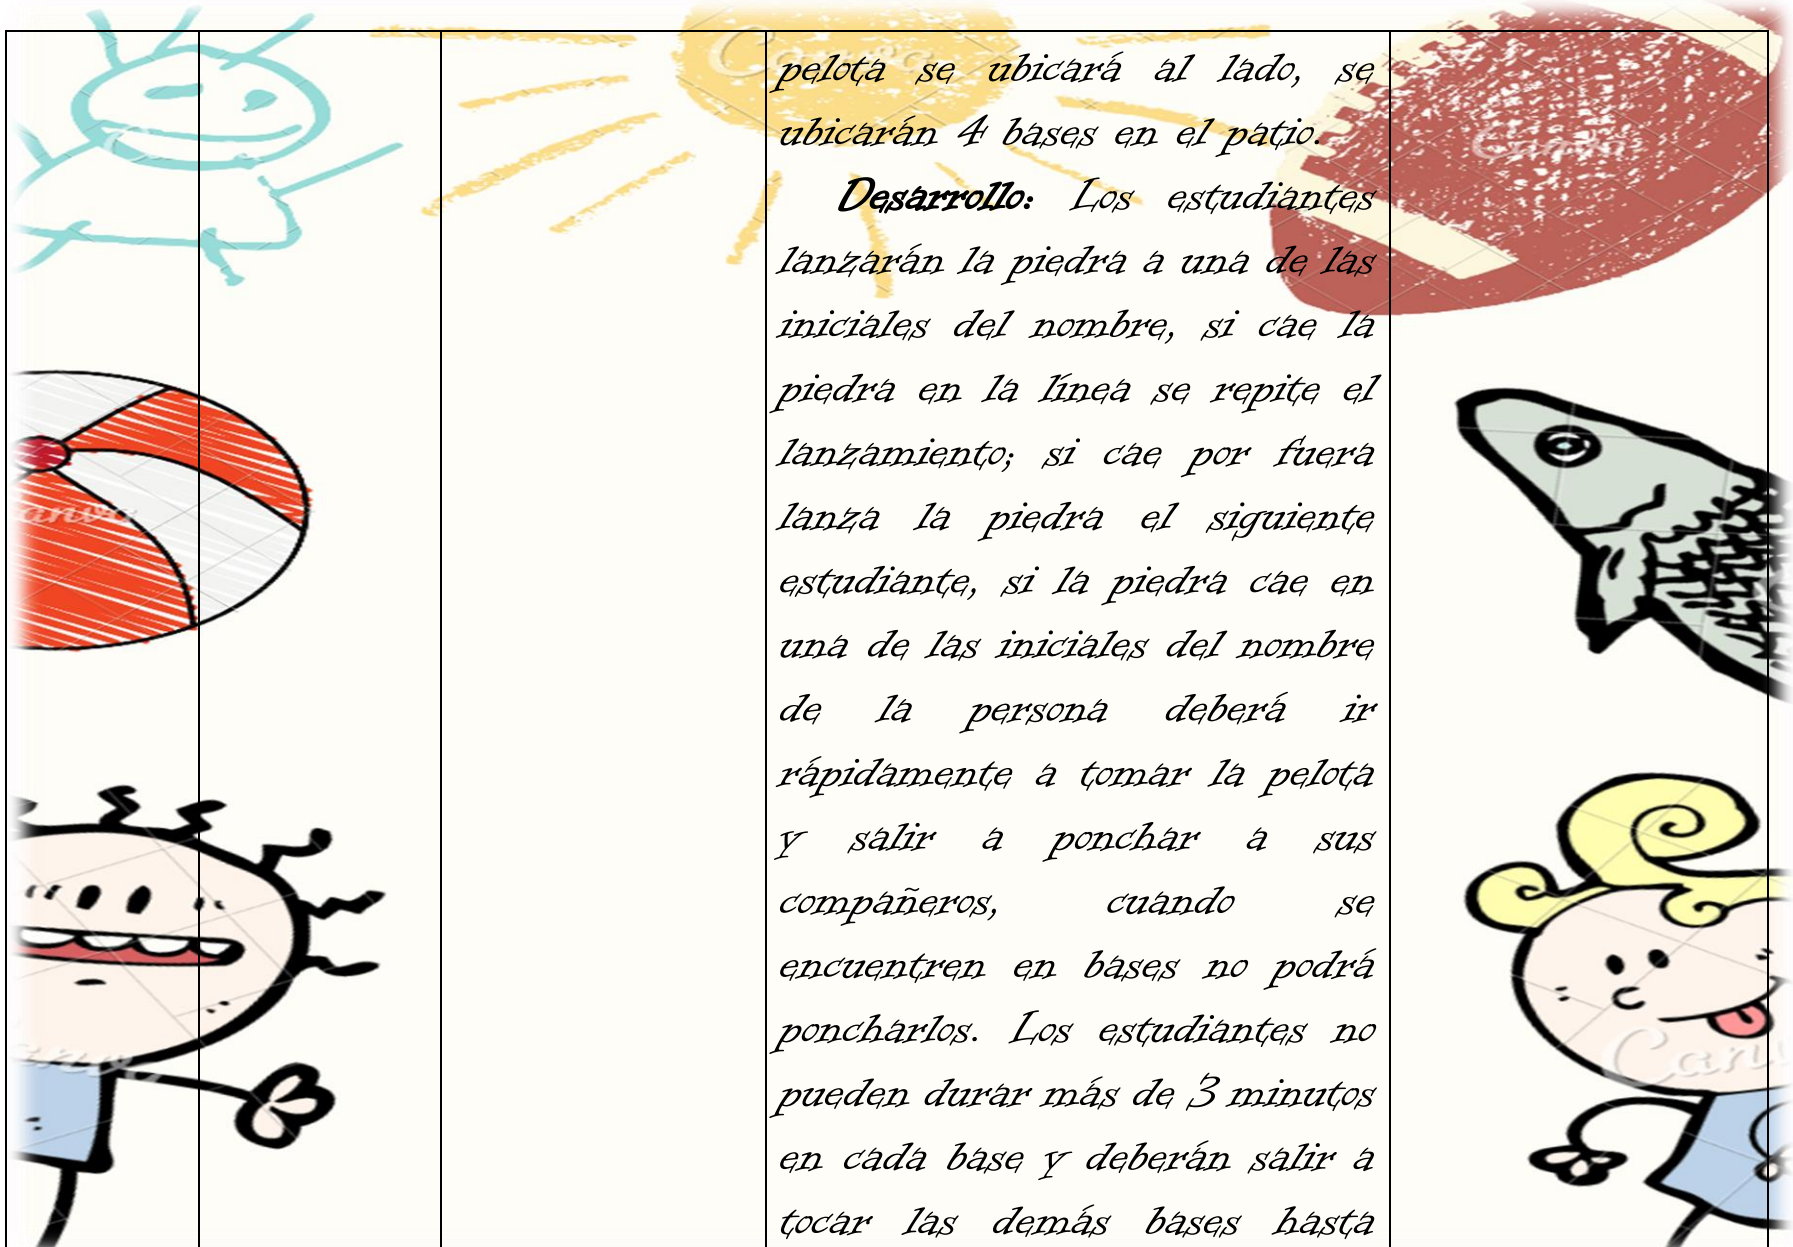 pelota se ubicará al lado, se
ubicarán 4 bases en el patio.
Desarrollo: Los estudiantes
lanzarán la piedra a una de las
iniciales del nombre, si cae la
piedra en la línea se repite el
lanzamiento; si cae por fuera
lanza la piedra el siguiente
estudiante, si la piedra cae en
una de las iniciales del nombre
de la persona deberá ir
rápidamente a tomar la pelota
y salir a ponchar a sus
compañeros, cuando se
encuentren en bases no podrá
poncharlos. Los estudiantes no
pueden durar más de 3 minutos
en cada base y deberán salir a
tocar las demás bases hasta